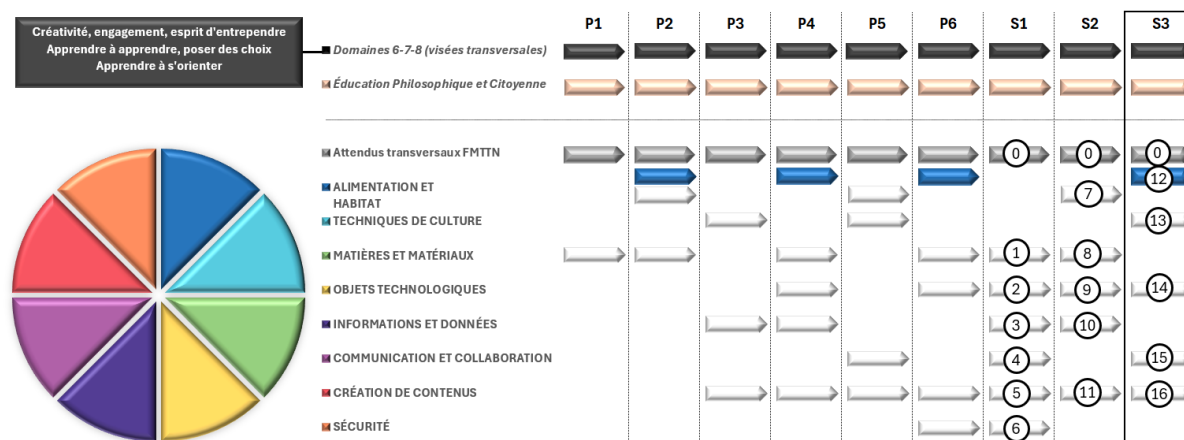 P1 P2 P3 P4 P5 P6 S1 S2 S3
Créativité, engagement, esprit d'entrependre
Apprendre à apprendre, poser des choix
Apprendre à s'orienter
Domaines 6-7-8 (visées transversales)
Éducation Philosophique et Citoyenne
Attendus transversaux FMTTN 0 0 0
12
ALIMENTATION ET
HABITAT 7
TECHNIQUES DE CULTURE 13
MATIÈRES ET MATÉRIAUX 1 8
OBJETS TECHNOLOGIQUES 2 9 14
INFORMATIONS ET DONNÉES 3 10
COMMUNICATION ET COLLABORATION 4 15
CRÉATION DE CONTENUS 5 11 16
SÉCURITÉ 6